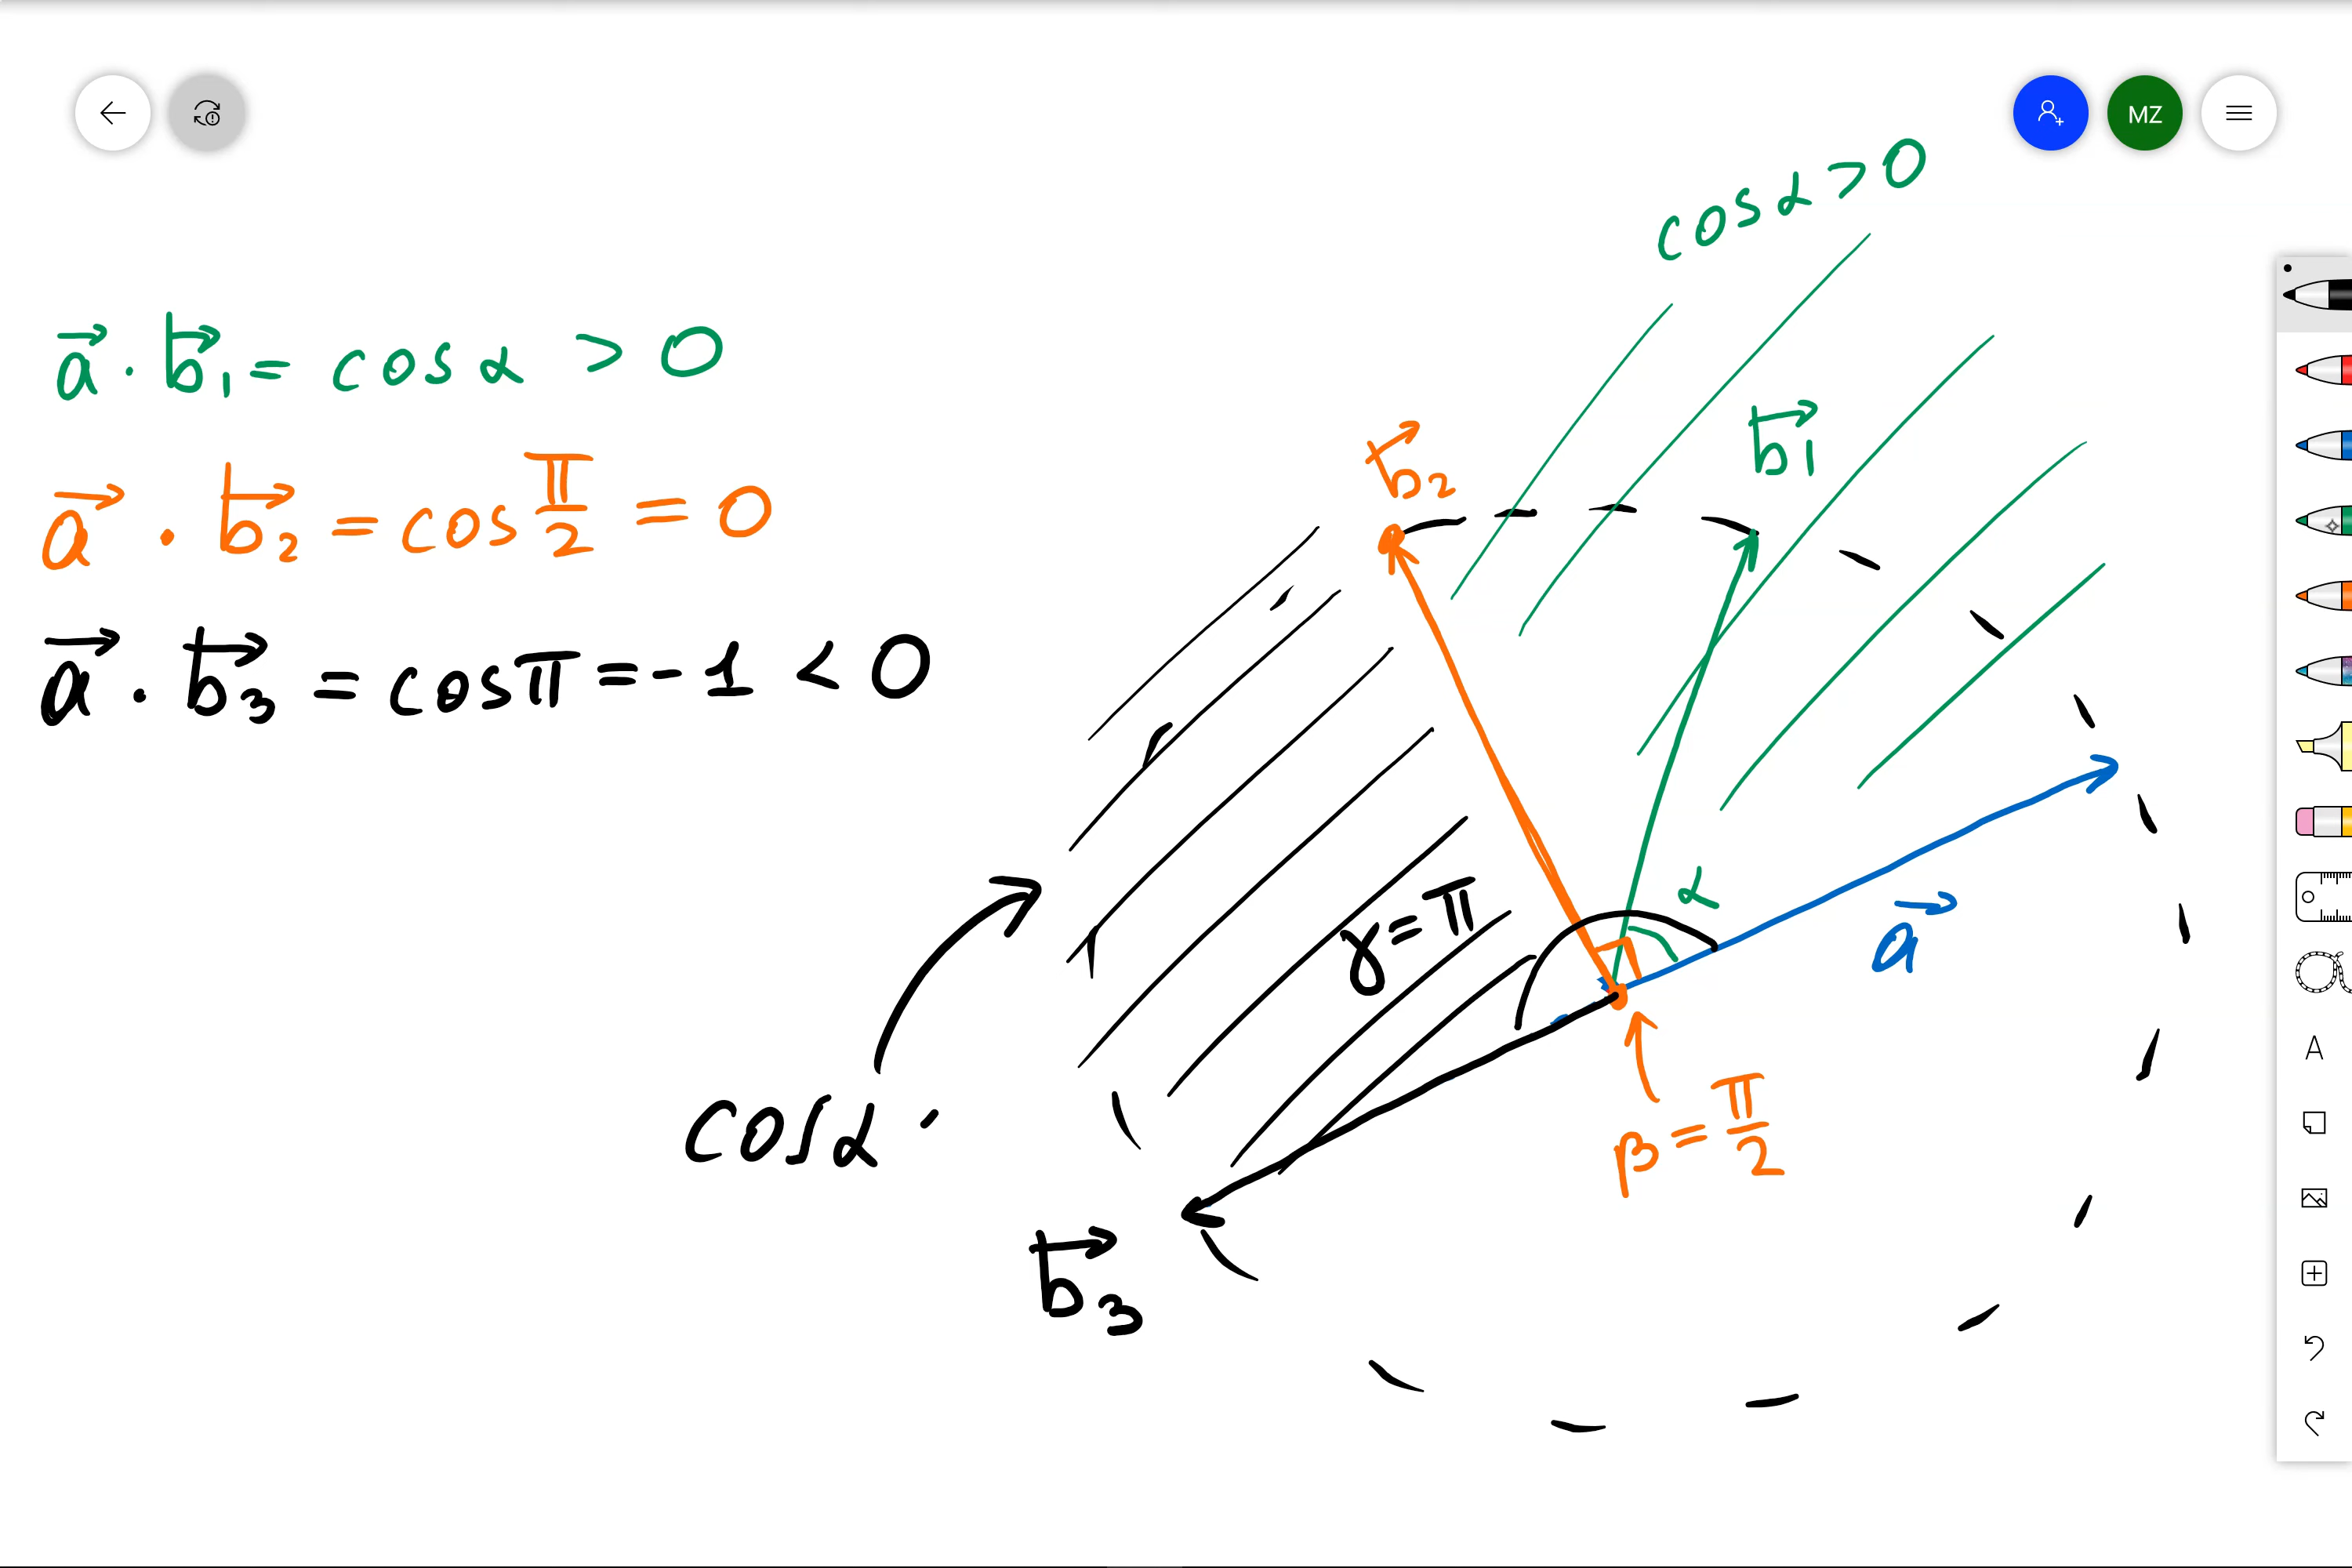 MZ
cos α > 0
a⃗ · b⃗₁ = cos α > 0
b⃗₂
b⃗₁
a⃗ · b⃗₂ = cos π/2 = 0
a⃗ · b⃗₃ = cos π = -1 < 0
α
γ = π
a⃗
cos α ·
β = π/2
b⃗₃
A